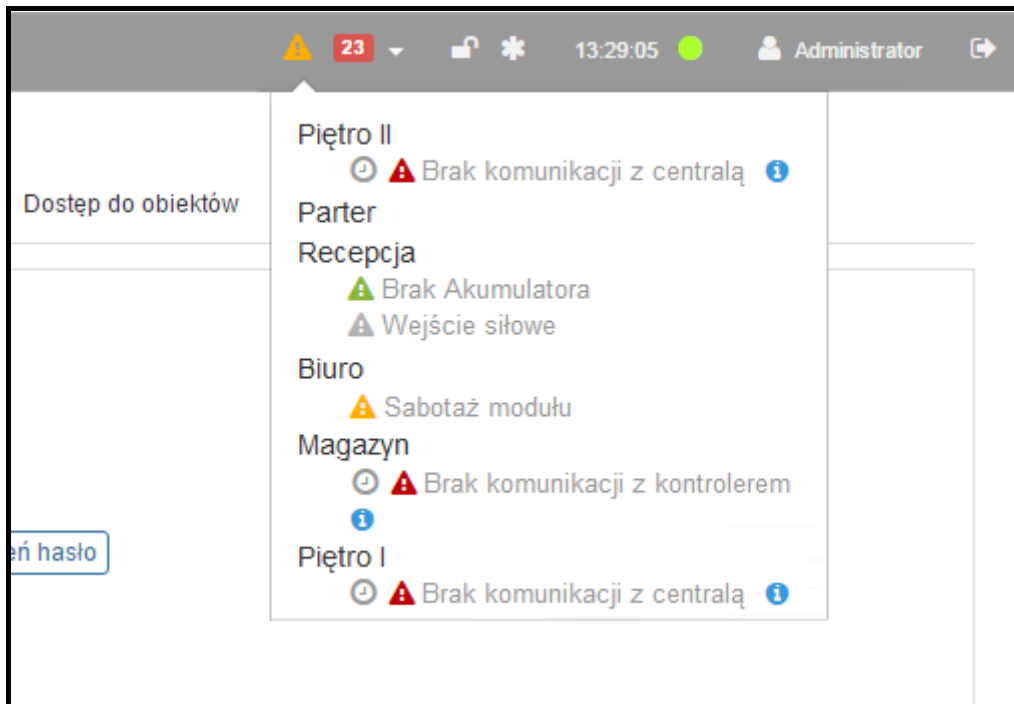 23 13:29:05 Administrator
Piętro II
Brak komunikacji z centralą
Dostęp do obiektów
Parter
Recepcja
Brak Akumulatora
Wejście siłowe
Biuro
Sabotaż modułu
Magazyn
Brak komunikacji z kontrolerem
eń hasło
Piętro I
Brak komunikacji z centralą